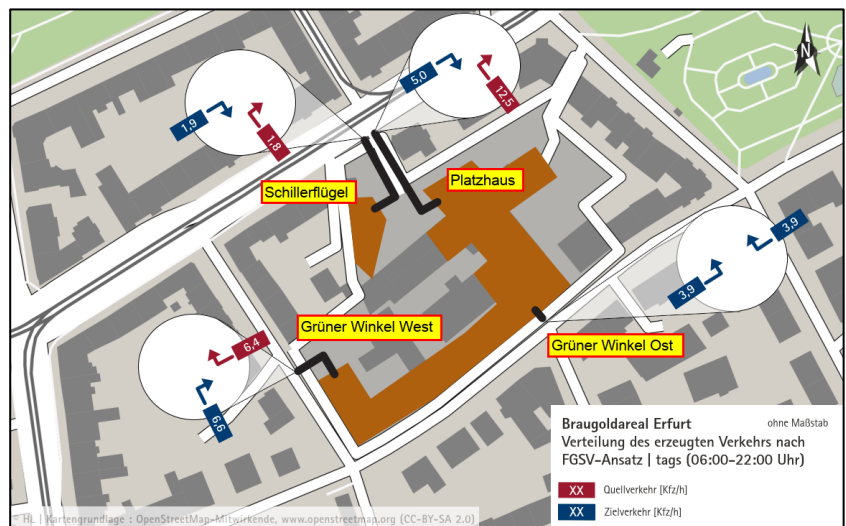 5,0
12,5
1,9
1,8
N
Schillerflügel
Platzhaus
3,9
3,9
Grüner Winkel West
6,4
6,6
Grüner Winkel Ost
Braugoldareal Erfurt ohne Maßstab
Verteilung des erzeugten Verkehrs nach
FGSV-Ansatz | tags (06:00-22:00 Uhr)
XX Quellverkehr [Kfz/h]
XX Zielverkehr [Kfz/h]
© HL | Kartengrundlage : OpenStreetMap-Mitwirkende, www.openstreetmap.org (CC-BY-SA 2.0)